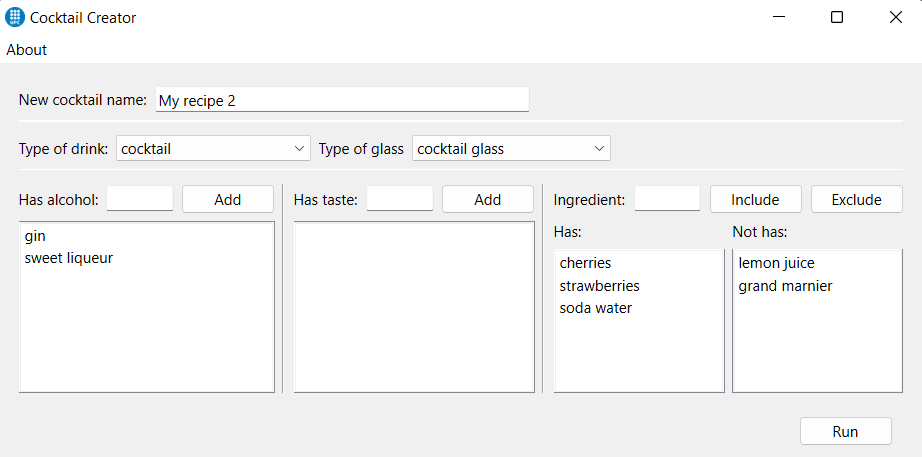 UPC Cocktail Creator
About
New cocktail name: My recipe 2
Type of drink: cocktail Type of glass cocktail glass
Has alcohol: Add Has taste: Add Ingredient: Include Exclude
Has: Not has:
gin
sweet liqueur
cherries
strawberries
soda water
lemon juice
grand marnier
Run